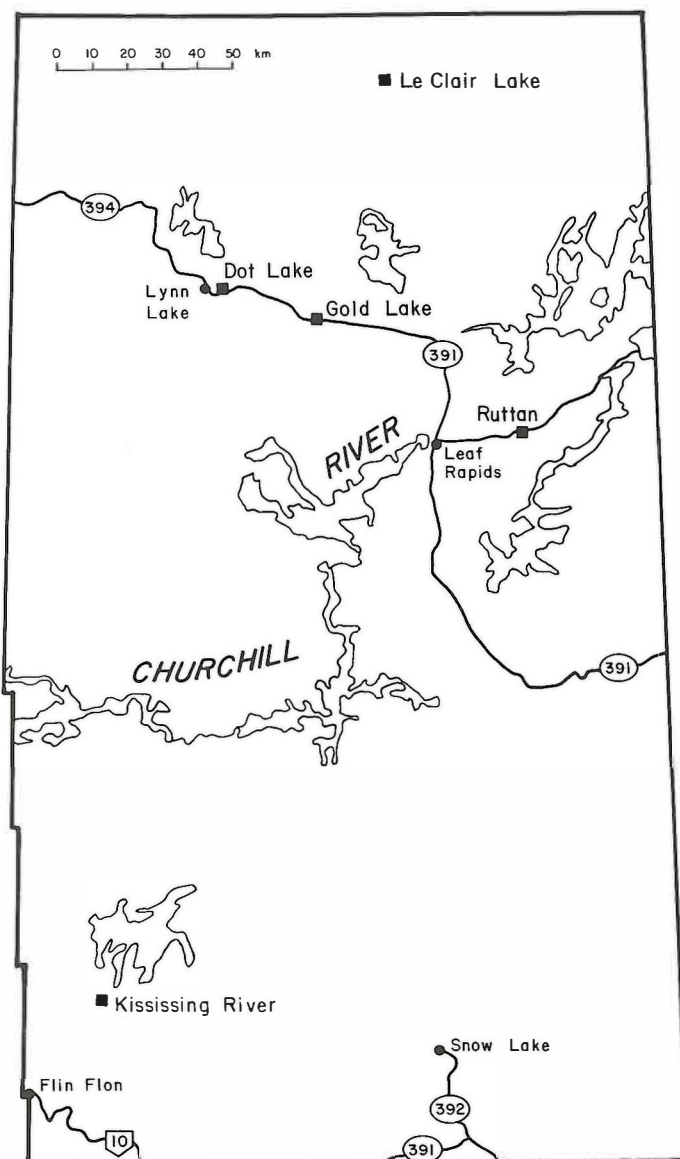 0 10 20 30 40 50 km
Le Clair Lake
394
Dot Lake
Lynn
Lake
Gold Lake
391
Ruttan
RIVER
Leaf
Rapids
CHURCHILL
391
Kississing River
Snow Lake
Flin Flon
392
10
391